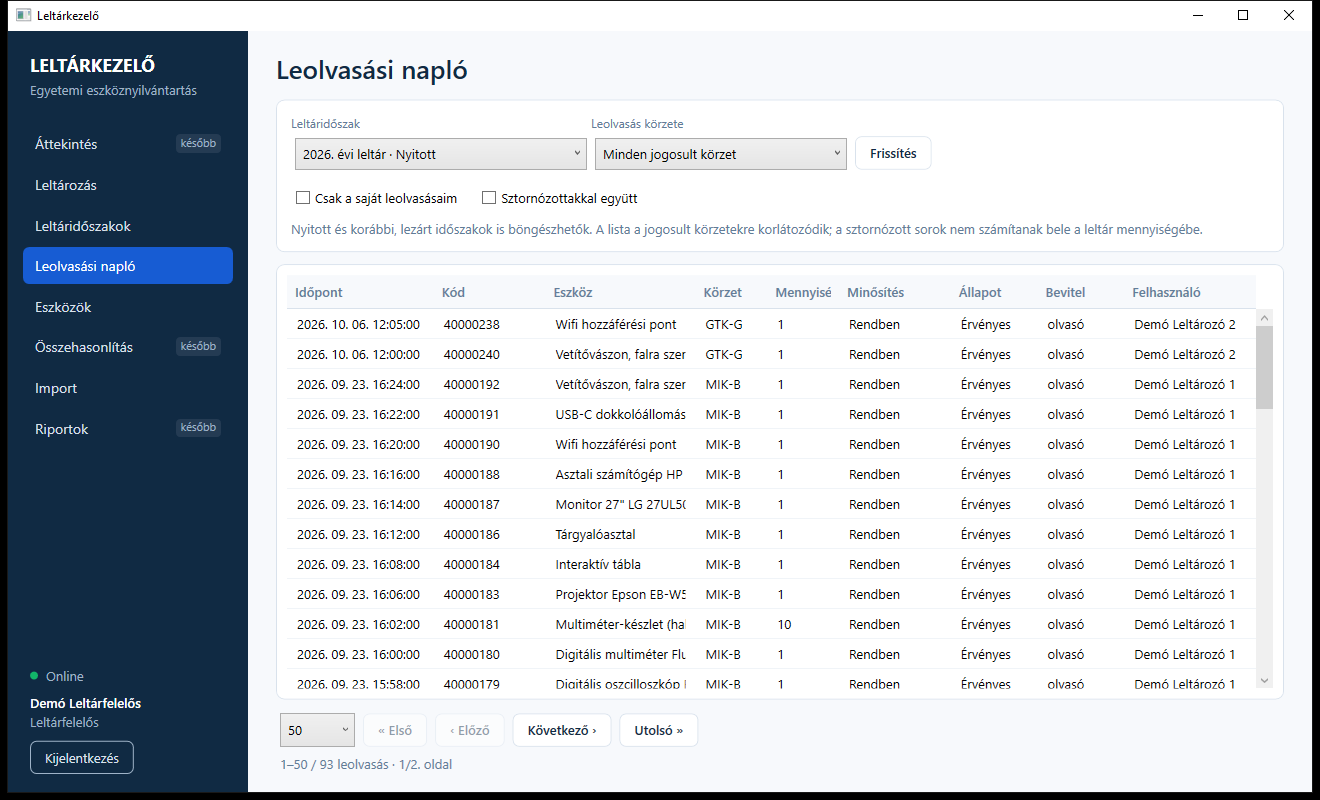 Leltárkezelő
LELTÁRKEZELŐ
Egyetemi eszköznyilvántartás
Áttekintés később
Leltározás
Leltáridőszakok
Leolvasási napló
Eszközök
Összehasonlítás később
Import
Riportok később
Online
Demó Leltárfelelős
Leltárfelelős
Kijelentkezés
Leolvasási napló
Leltáridőszak Leolvasás körzete
2026. évi leltár · Nyitott Minden jogosult körzet Frissítés
Csak a saját leolvasásaim Sztornózottakkal együtt
Nyitott és korábbi, lezárt időszakok is böngészhetők. A lista a jogosult körzetekre korlátozódik; a sztornózott sorok nem számítanak bele a leltár mennyiségébe.
Időpont Kód Eszköz Körzet Mennyisé Minősítés Állapot Bevitel Felhasználó
2026. 10. 06. 12:05:00 40000238 Wifi hozzáférési pont GTK-G 1 Rendben Érvényes olvasó Demó Leltározó 2
2026. 10. 06. 12:00:00 40000240 Vetítővászon, falra szer GTK-G 1 Rendben Érvényes olvasó Demó Leltározó 2
2026. 09. 23. 16:24:00 40000192 Vetítővászon, falra szer MIK-B 1 Rendben Érvényes olvasó Demó Leltározó 1
2026. 09. 23. 16:22:00 40000191 USB-C dokkolóállomás MIK-B 1 Rendben Érvényes olvasó Demó Leltározó 1
2026. 09. 23. 16:20:00 40000190 Wifi hozzáférési pont MIK-B 1 Rendben Érvényes olvasó Demó Leltározó 1
2026. 09. 23. 16:16:00 40000188 Asztali számítógép HP MIK-B 1 Rendben Érvényes olvasó Demó Leltározó 1
2026. 09. 23. 16:14:00 40000187 Monitor 27" LG 27UL50 MIK-B 1 Rendben Érvényes olvasó Demó Leltározó 1
2026. 09. 23. 16:12:00 40000186 Tárgyalóasztal MIK-B 1 Rendben Érvényes olvasó Demó Leltározó 1
2026. 09. 23. 16:08:00 40000184 Interaktív tábla MIK-B 1 Rendben Érvényes olvasó Demó Leltározó 1
2026. 09. 23. 16:06:00 40000183 Projektor Epson EB-W5 MIK-B 1 Rendben Érvényes olvasó Demó Leltározó 1
2026. 09. 23. 16:02:00 40000181 Multiméter-készlet (hal MIK-B 10 Rendben Érvényes olvasó Demó Leltározó 1
2026. 09. 23. 16:00:00 40000180 Digitális multiméter Flu MIK-B 1 Rendben Érvényes olvasó Demó Leltározó 1
2026. 09. 23. 15:58:00 40000179 Digitális oszcilloszkóp MIK-B 1 Rendben Érvényes olvasó Demó Leltározó 1
50 « Első ‹ Előző Következő › Utolsó »
1–50 / 93 leolvasás · 1/2. oldal